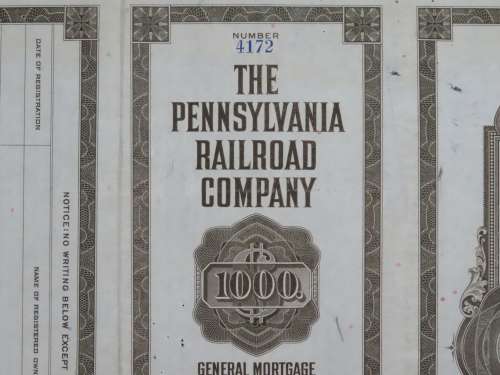 DATE OF REGISTRATION
NAME OF REGISTERED OWN
NOTICE: NO WRITING BELOW EXCEPT
NUMBER
4172
THE
PENNSYLVANIA
RAILROAD
COMPANY
$
1000
GENERAL MORTGAGE